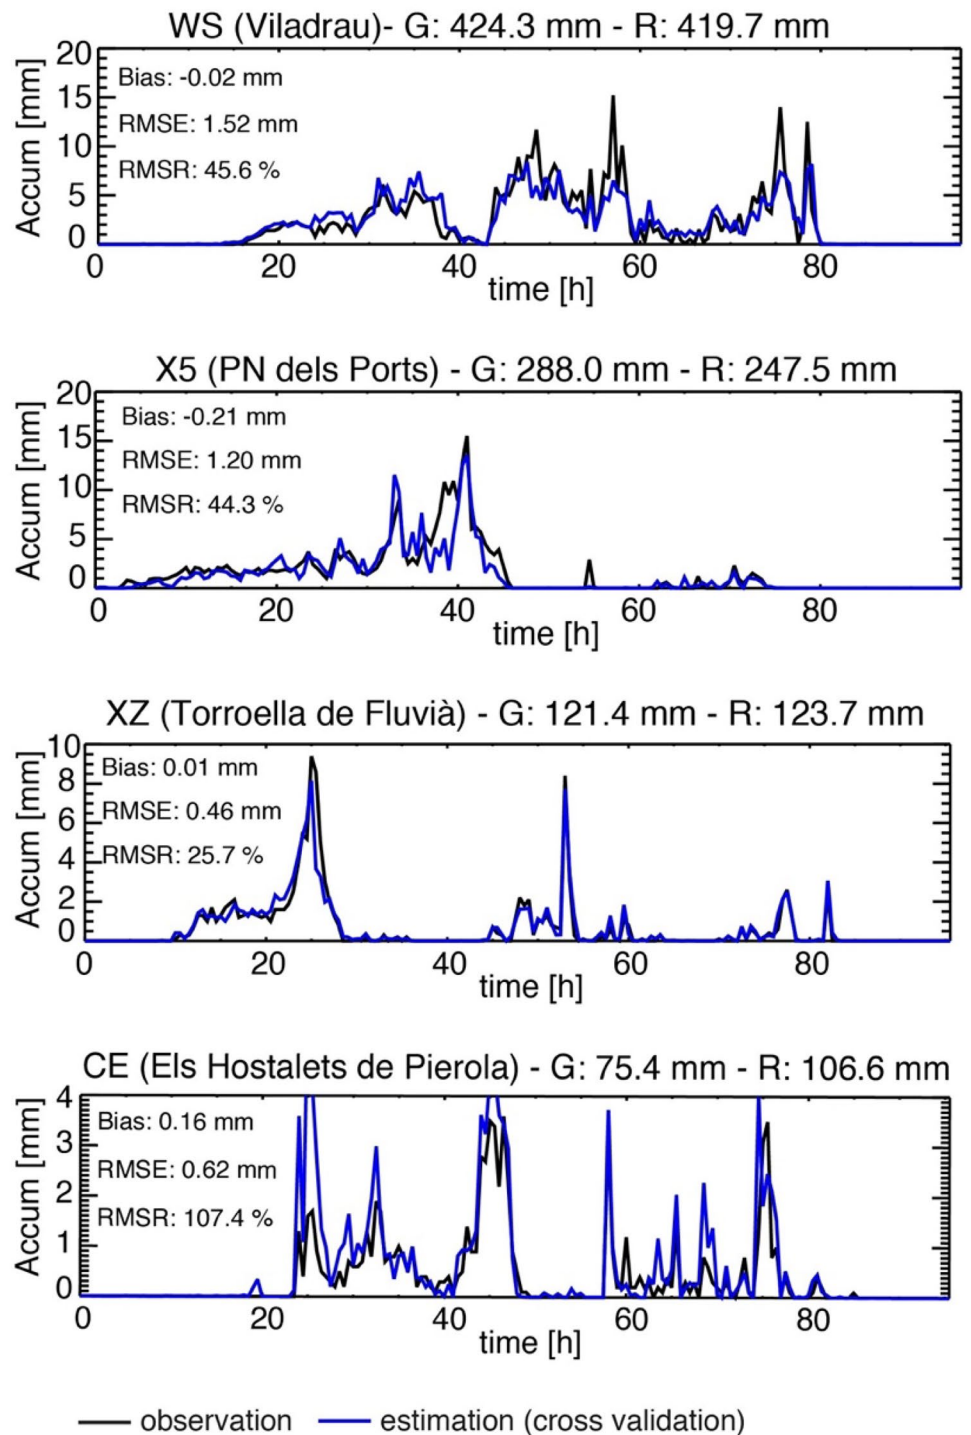 WS (Viladrau)- G: 424.3 mm - R: 419.7 mm
20
Bias: -0.02 mm
15
RMSE: 1.52 mm
10
RMSR: 45.6 %
5
0
Accum [mm]
0 20 40 60 80
time [h]
X5 (PN dels Ports) - G: 288.0 mm - R: 247.5 mm
20
Bias: -0.21 mm
15
RMSE: 1.20 mm
10
RMSR: 44.3 %
5
0
Accum [mm]
0 20 40 60 80
time [h]
XZ (Torroella de Fluvià) - G: 121.4 mm - R: 123.7 mm
10
Bias: 0.01 mm
8
RMSE: 0.46 mm
6
RMSR: 25.7 %
4
2
0
Accum [mm]
0 20 40 60 80
time [h]
CE (Els Hostalets de Pierola) - G: 75.4 mm - R: 106.6 mm
4
Bias: 0.16 mm
3
RMSE: 0.62 mm
2
RMSR: 107.4 %
1
0
Accum [mm]
0 20 40 60 80
time [h]
observation estimation (cross validation)